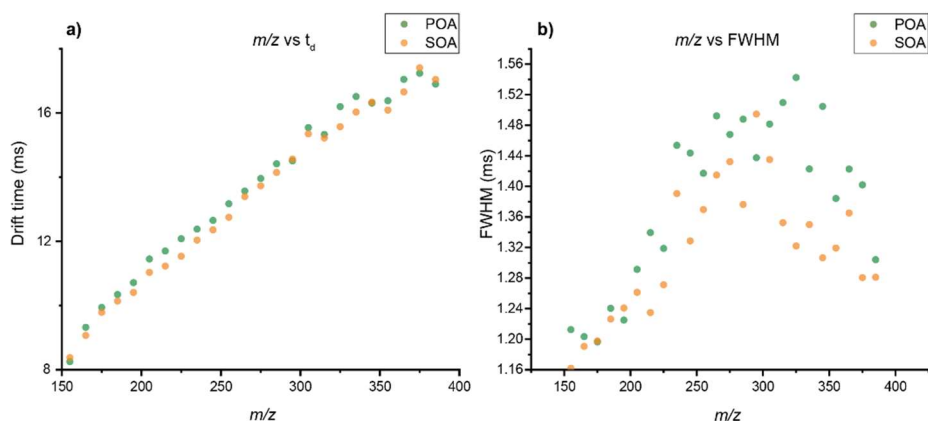 a)
m/z vs t_d
POA
SOA
Drift time (ms)
16
12
8
150
200
250
300
350
400
m/z
b)
m/z vs FWHM
POA
SOA
FWHM (ms)
1.56
1.52
1.48
1.44
1.40
1.36
1.32
1.28
1.24
1.20
1.16
150
200
250
300
350
400
m/z